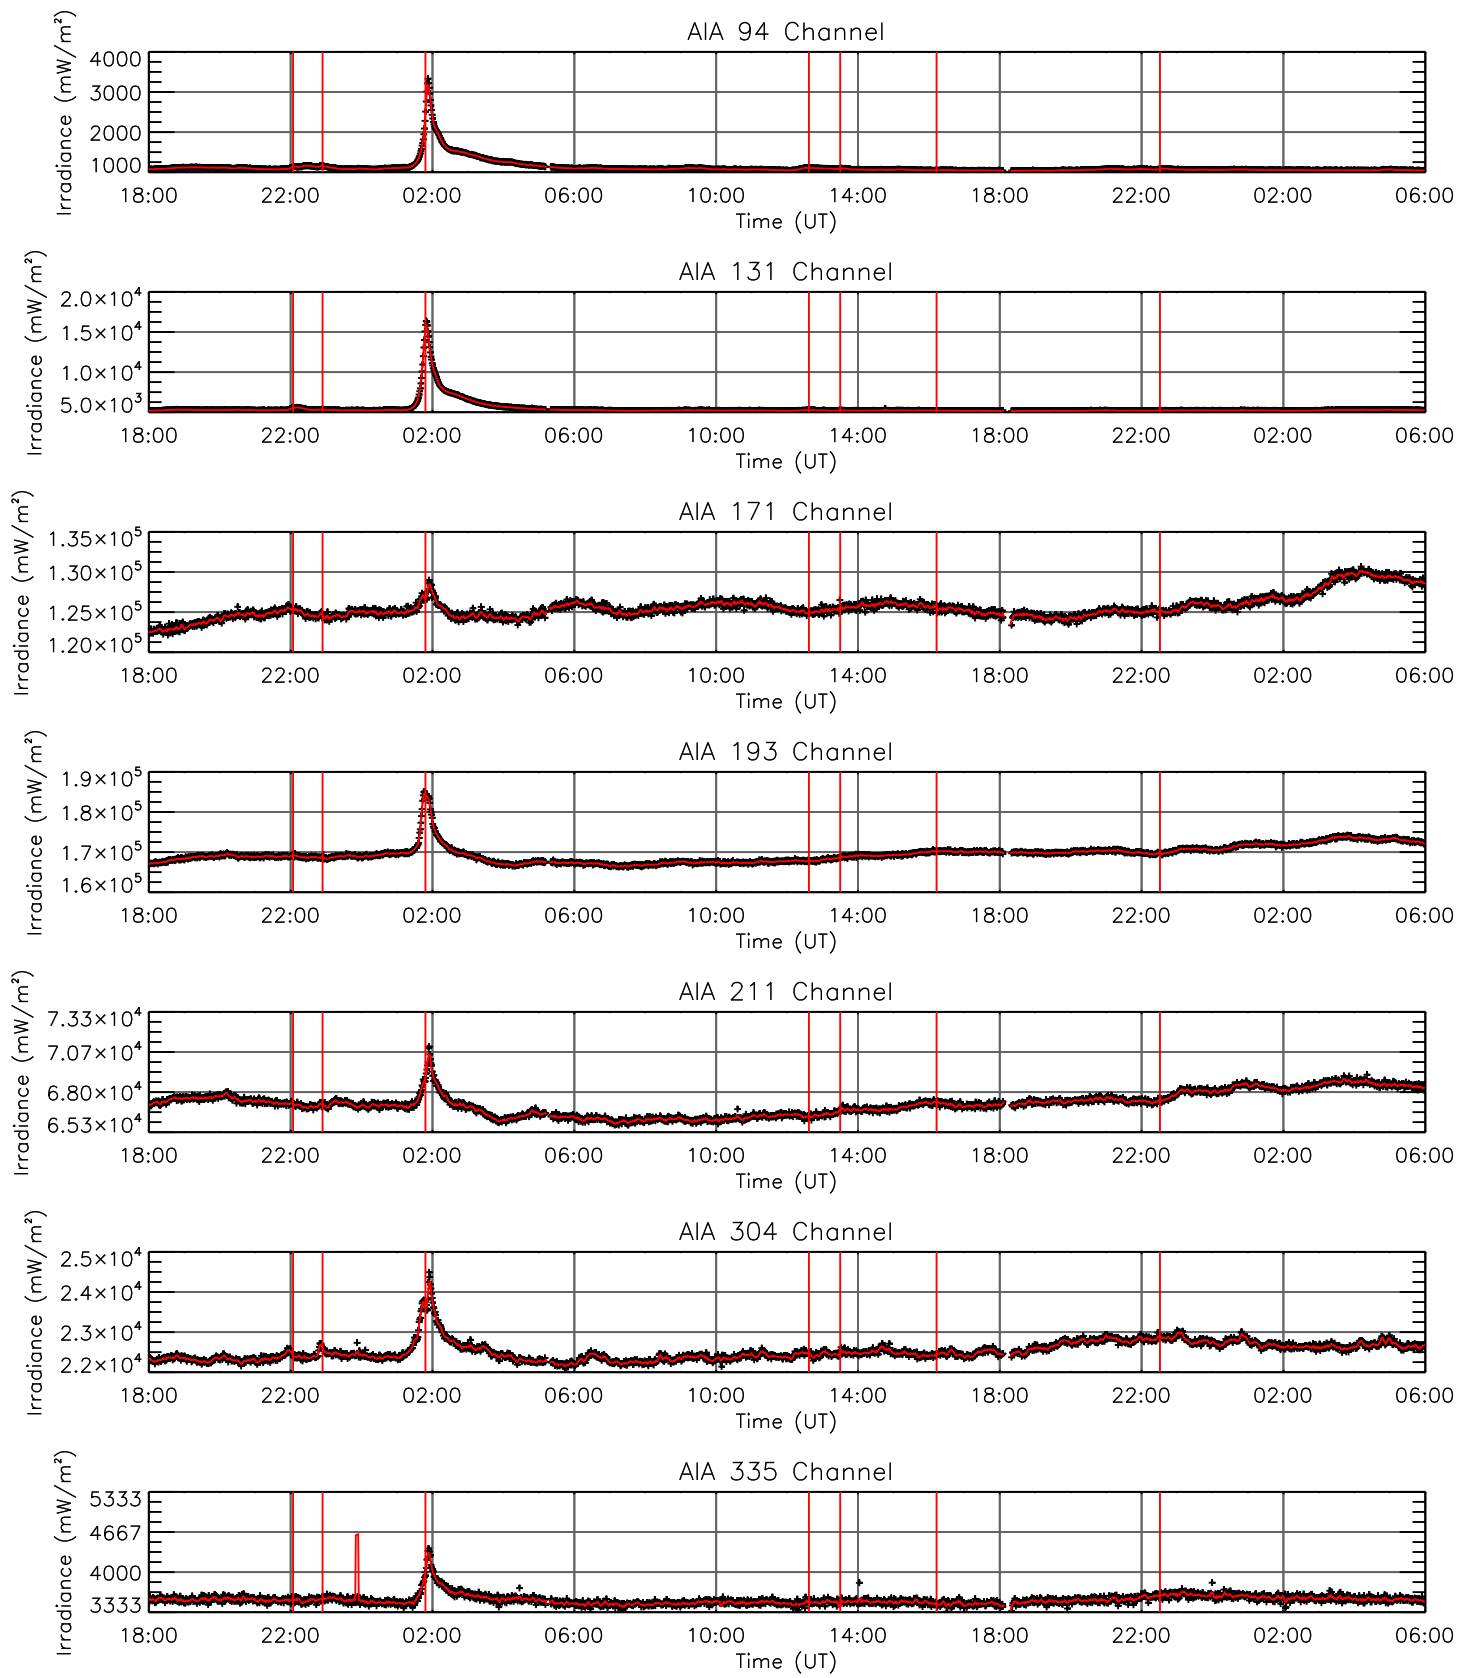 AIA 94 Channel
Irradiance (mW/m²)
4000
3000
2000
1000
18:00 22:00 02:00 06:00 10:00 14:00 18:00 22:00 02:00 06:00
Time (UT)
AIA 131 Channel
Irradiance (mW/m²)
2.0×10⁴
1.5×10⁴
1.0×10⁴
5.0×10³
18:00 22:00 02:00 06:00 10:00 14:00 18:00 22:00 02:00 06:00
Time (UT)
AIA 171 Channel
Irradiance (mW/m²)
1.35×10⁵
1.30×10⁵
1.25×10⁵
1.20×10⁵
18:00 22:00 02:00 06:00 10:00 14:00 18:00 22:00 02:00 06:00
Time (UT)
AIA 193 Channel
Irradiance (mW/m²)
1.9×10⁵
1.8×10⁵
1.7×10⁵
1.6×10⁵
18:00 22:00 02:00 06:00 10:00 14:00 18:00 22:00 02:00 06:00
Time (UT)
AIA 211 Channel
Irradiance (mW/m²)
7.33×10⁴
7.07×10⁴
6.80×10⁴
6.53×10⁴
18:00 22:00 02:00 06:00 10:00 14:00 18:00 22:00 02:00 06:00
Time (UT)
AIA 304 Channel
Irradiance (mW/m²)
2.5×10⁴
2.4×10⁴
2.3×10⁴
2.2×10⁴
18:00 22:00 02:00 06:00 10:00 14:00 18:00 22:00 02:00 06:00
Time (UT)
AIA 335 Channel
Irradiance (mW/m²)
5333
4667
4000
3333
18:00 22:00 02:00 06:00 10:00 14:00 18:00 22:00 02:00 06:00
Time (UT)